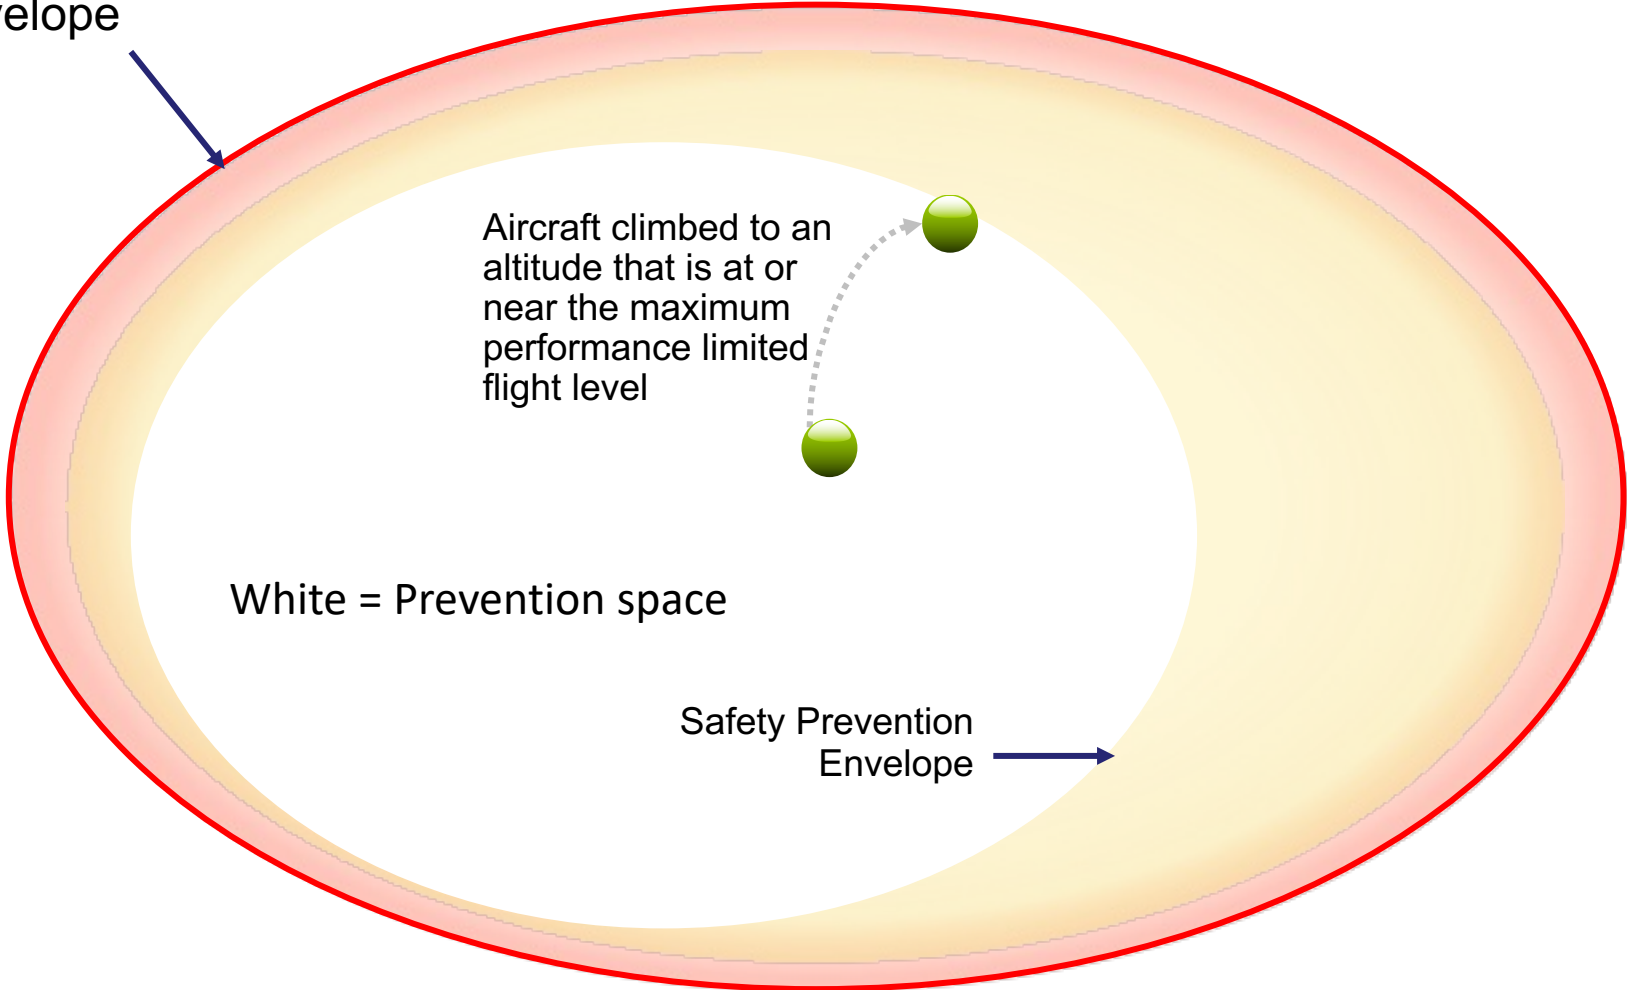 Aircraft climbed to an
altitude that is at or
near the maximum
performance limited
flight level
White = Prevention space
Safety Prevention
Envelope